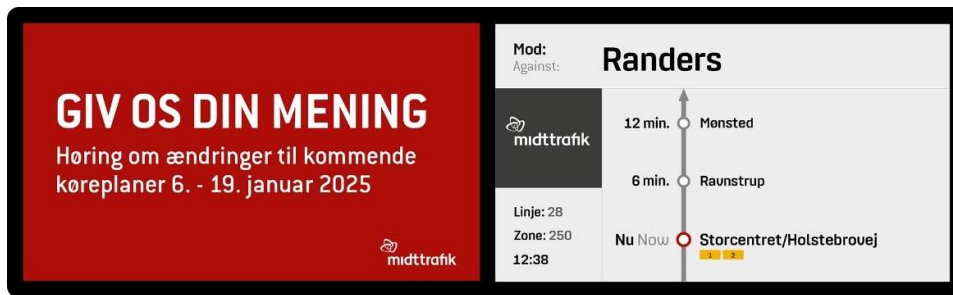 GIV OS DIN MENING
Høring om ændringer til kommende
køreplaner 6. - 19. januar 2025
midttrafik
Mod:
Against:
Randers
midttrafik
Linje: 28
Zone: 250
12:38
12 min. Mønsted
6 min. Ravnstrup
Nu Now Storcentret/Holstebrovej
1 2